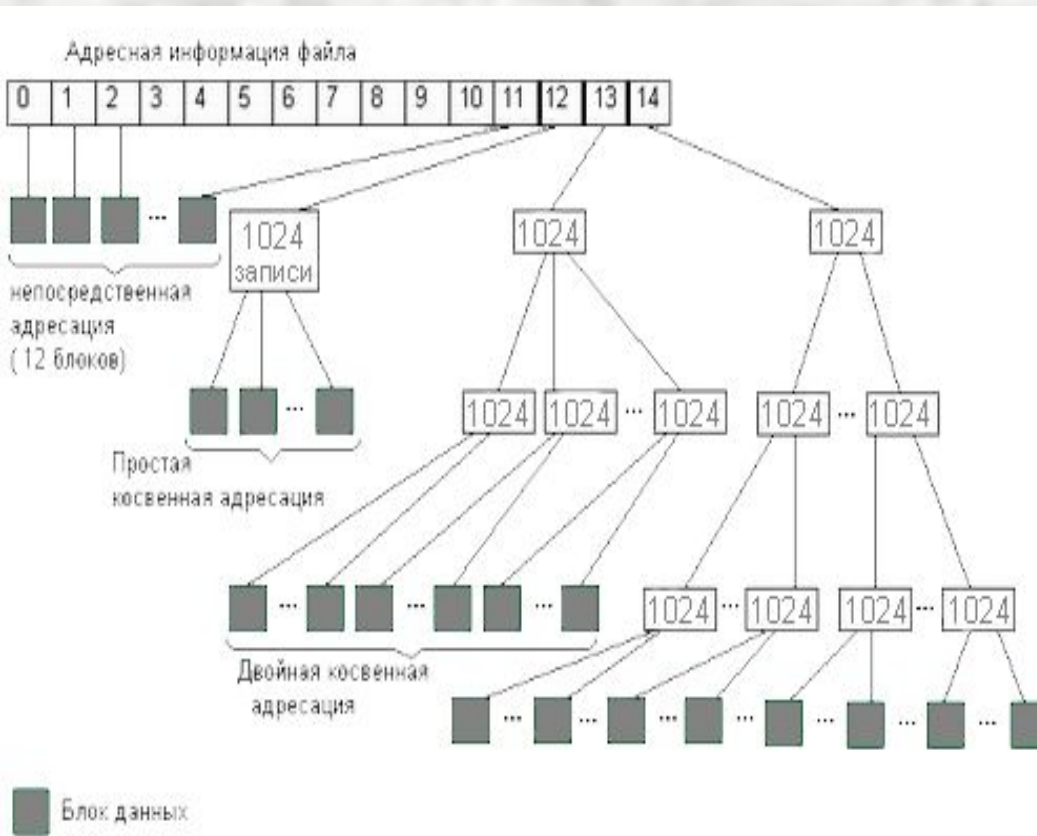 Адресная информация файла
0 1 2 3 4 5 6 7 8 9 10 11 12 13 14
...
1024
записи
1024
1024
непосредственная
адресация
( 12 блоков)
...
1024 1024 ... 1024
1024 ... 1024
Простая
косвенная адресация
... ... ...
1024 ... 1024
1024 ... 1024
Двойная косвенная
адресация
... ... ... ... ... ... ...
Блок данных